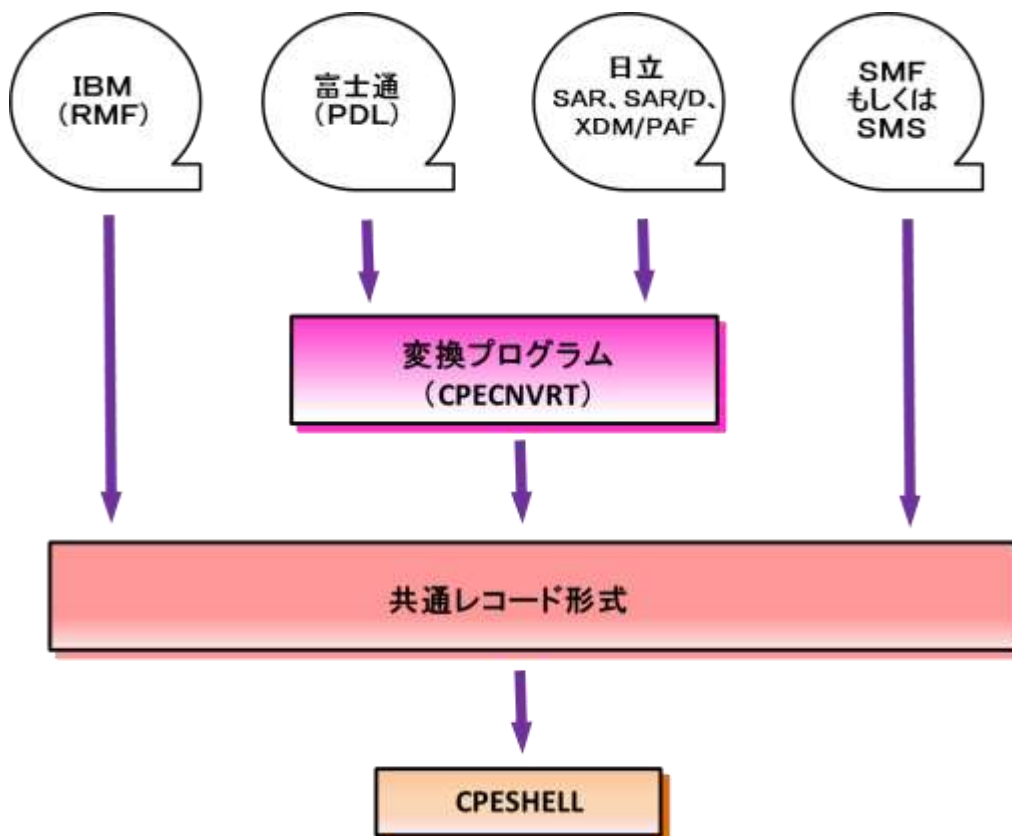 IBM
(RMF)
富士通
(PDL)
日立
SAR、SAR/D、
XDM/PAF
SMF
もしくは
SMS
変換プログラム
（CPECNVRT）
共通レコード形式
CPESHELL